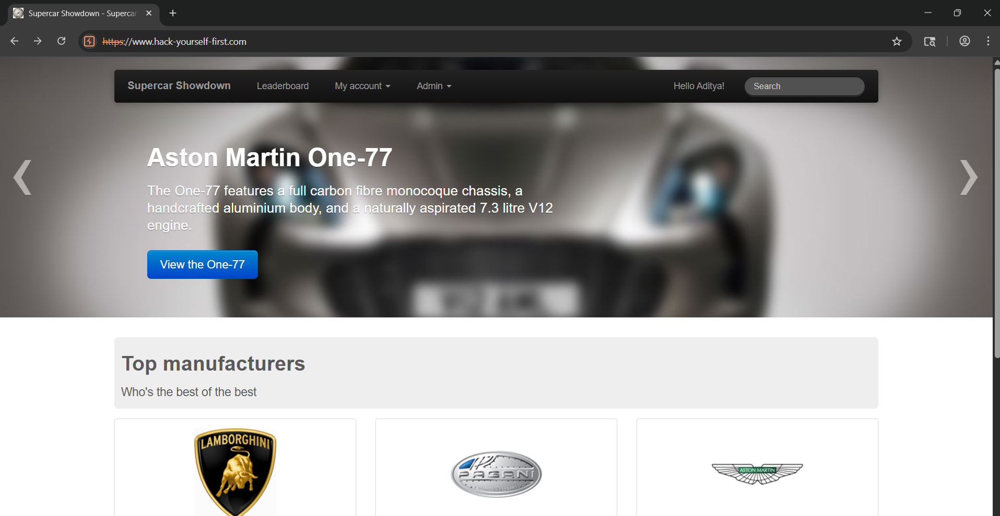 Supercar Showdown - Supercar
https://www.hack-yourself-first.com
Supercar Showdown Leaderboard My account Admin Hello Aditya! Search
Aston Martin One-77
The One-77 features a full carbon fibre monocoque chassis, a
handcrafted aluminium body, and a naturally aspirated 7.3 litre V12
engine.
View the One-77
Top manufacturers
Who's the best of the best
LAMBORGHINI
PAGANI
Automobili Modena
ASTON MARTIN